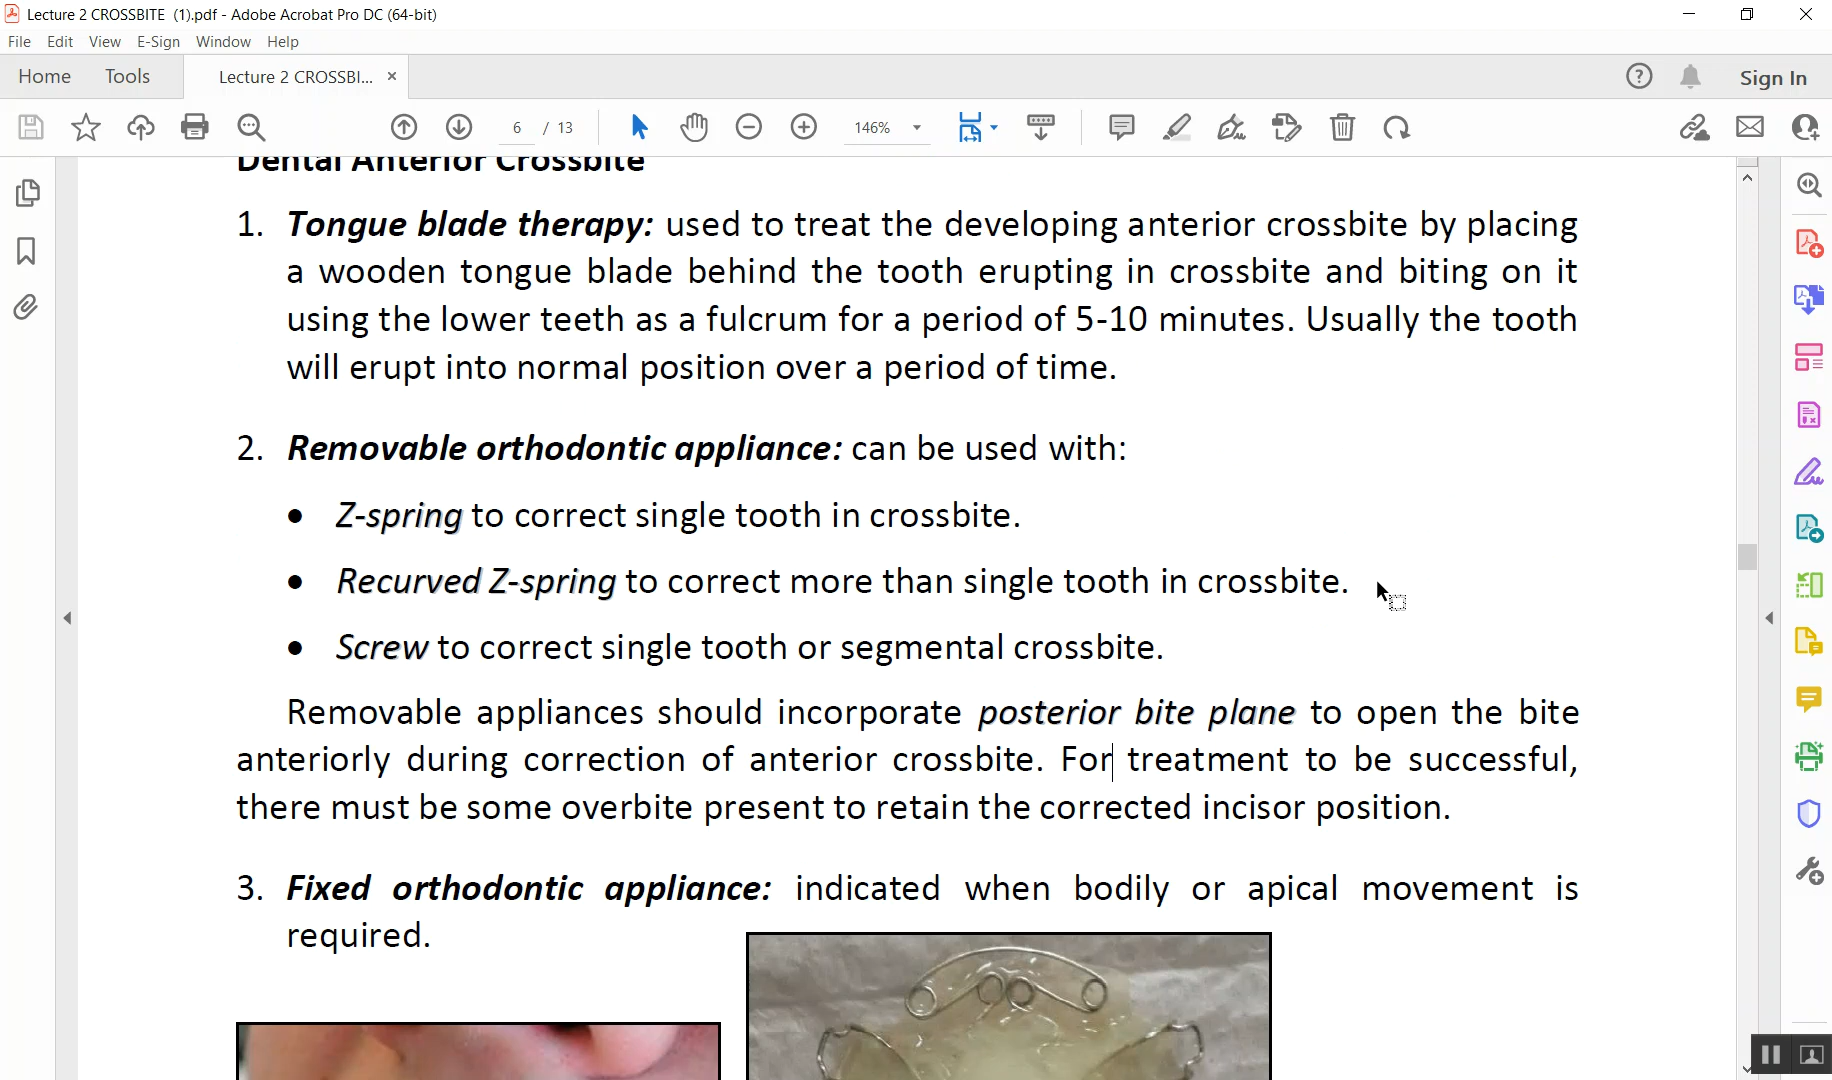 Lecture 2 CROSSBITE (1).pdf - Adobe Acrobat Pro DC (64-bit)
File Edit View E-Sign Window Help
Home Tools Lecture 2 CROSSBI... × Sign In
6 / 13 146%
Dental Anterior Crossbite
1. Tongue blade therapy: used to treat the developing anterior crossbite by placing
a wooden tongue blade behind the tooth erupting in crossbite and biting on it
using the lower teeth as a fulcrum for a period of 5-10 minutes. Usually the tooth
will erupt into normal position over a period of time.
2. Removable orthodontic appliance: can be used with:
• Z-spring to correct single tooth in crossbite.
• Recurved Z-spring to correct more than single tooth in crossbite.
• Screw to correct single tooth or segmental crossbite.
Removable appliances should incorporate posterior bite plane to open the bite
anteriorly during correction of anterior crossbite. For treatment to be successful,
there must be some overbite present to retain the corrected incisor position.
3. Fixed orthodontic appliance: indicated when bodily or apical movement is
required.